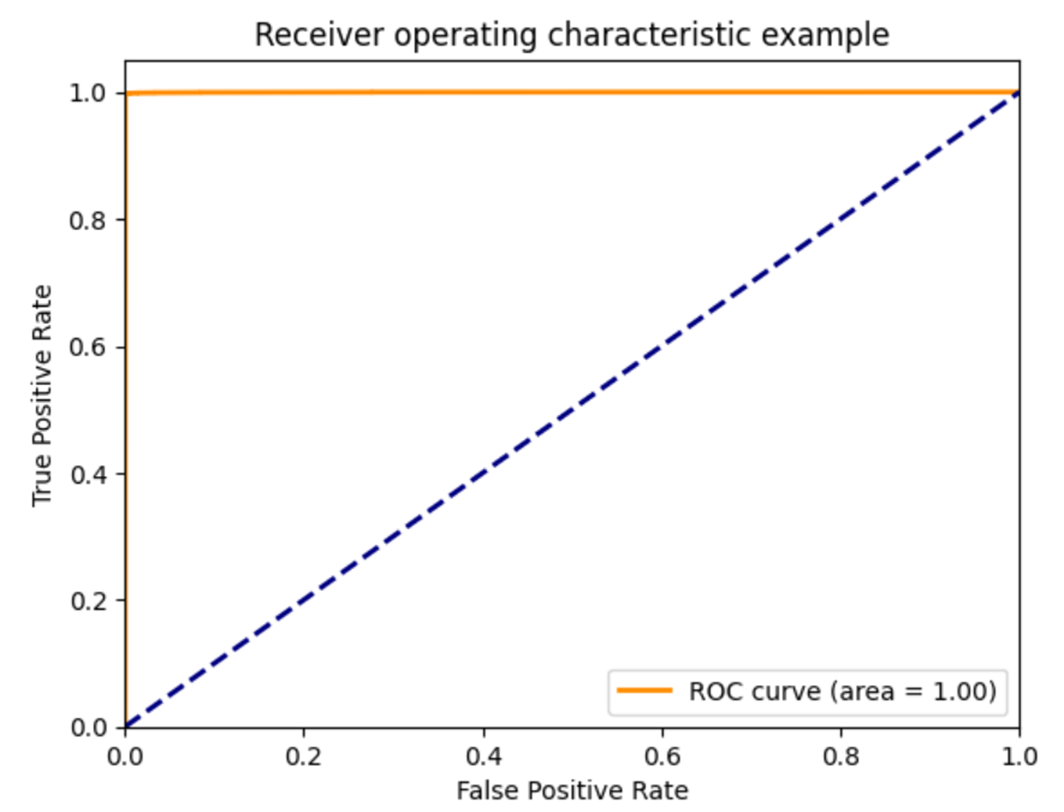 Receiver operating characteristic example
1.0
0.8
0.6
0.4
0.2
0.0
True Positive Rate
ROC curve (area = 1.00)
0.0 0.2 0.4 0.6 0.8 1.0
False Positive Rate